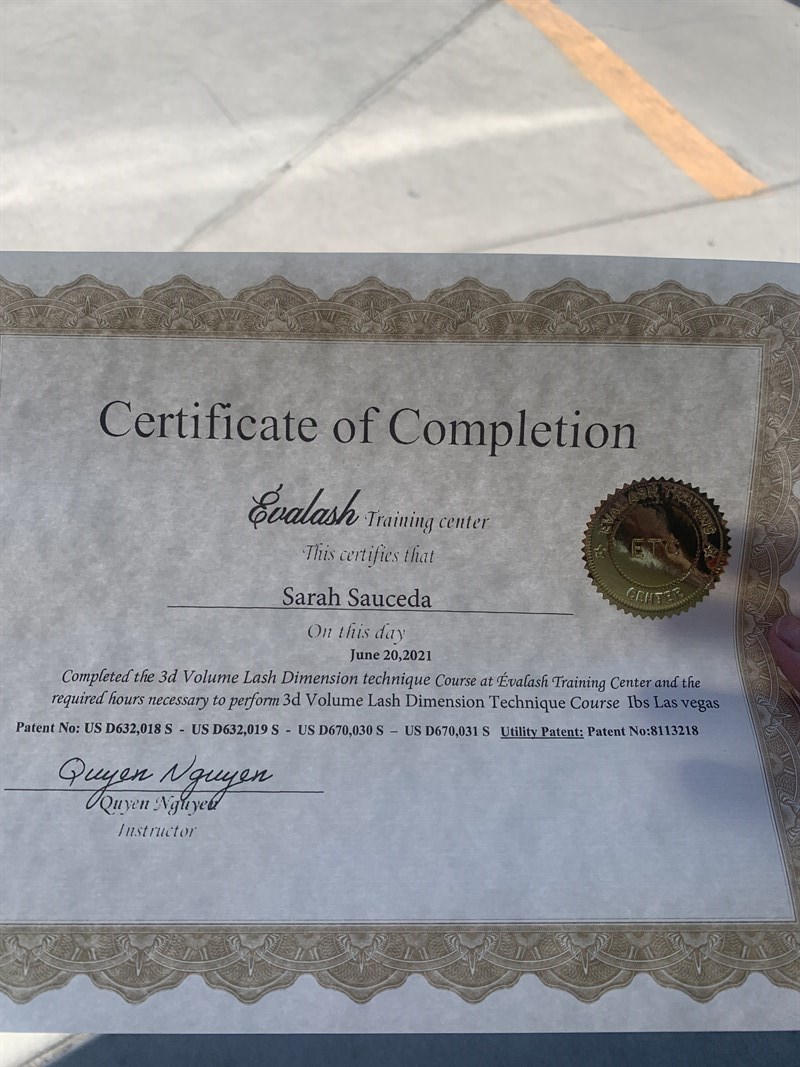 Certificate of Completion
Évalash Training center
This certifies that
Sarah Sauceda
On this day
June 20,2021
Completed the 3d Volume Lash Dimension technique Course at Évalash Training Center and the
required hours necessary to perform 3d Volume Lash Dimension Technique Course Ibs Las vegas
Patent No: US D632,018 S - US D632,019 S - US D670,030 S – US D670,031 S Utility Patent: Patent No:8113218
Quyen Nguyen
Quyen Nguyen
Instructor
EVALASH TRAINING
ETC
CENTER